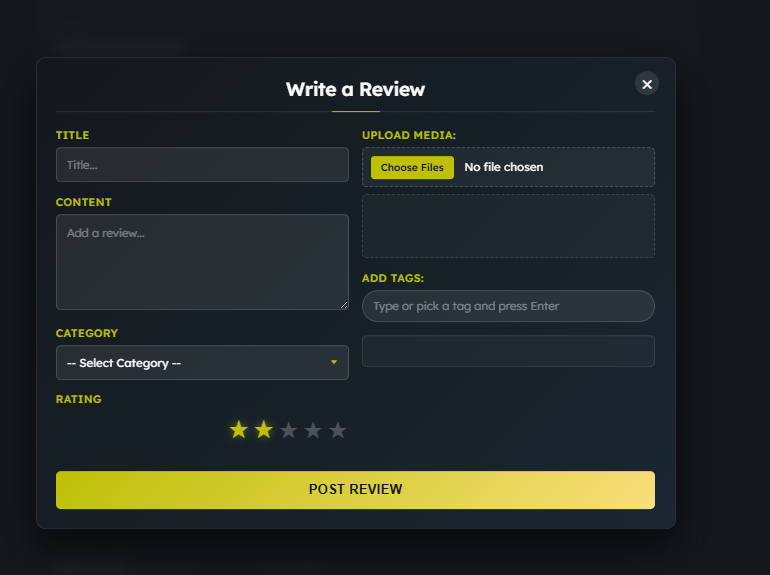 Write a Review
TITLE
Title...
CONTENT
Add a review...
CATEGORY
-- Select Category --
RATING
UPLOAD MEDIA:
Choose Files No file chosen
ADD TAGS:
Type or pick a tag and press Enter
POST REVIEW